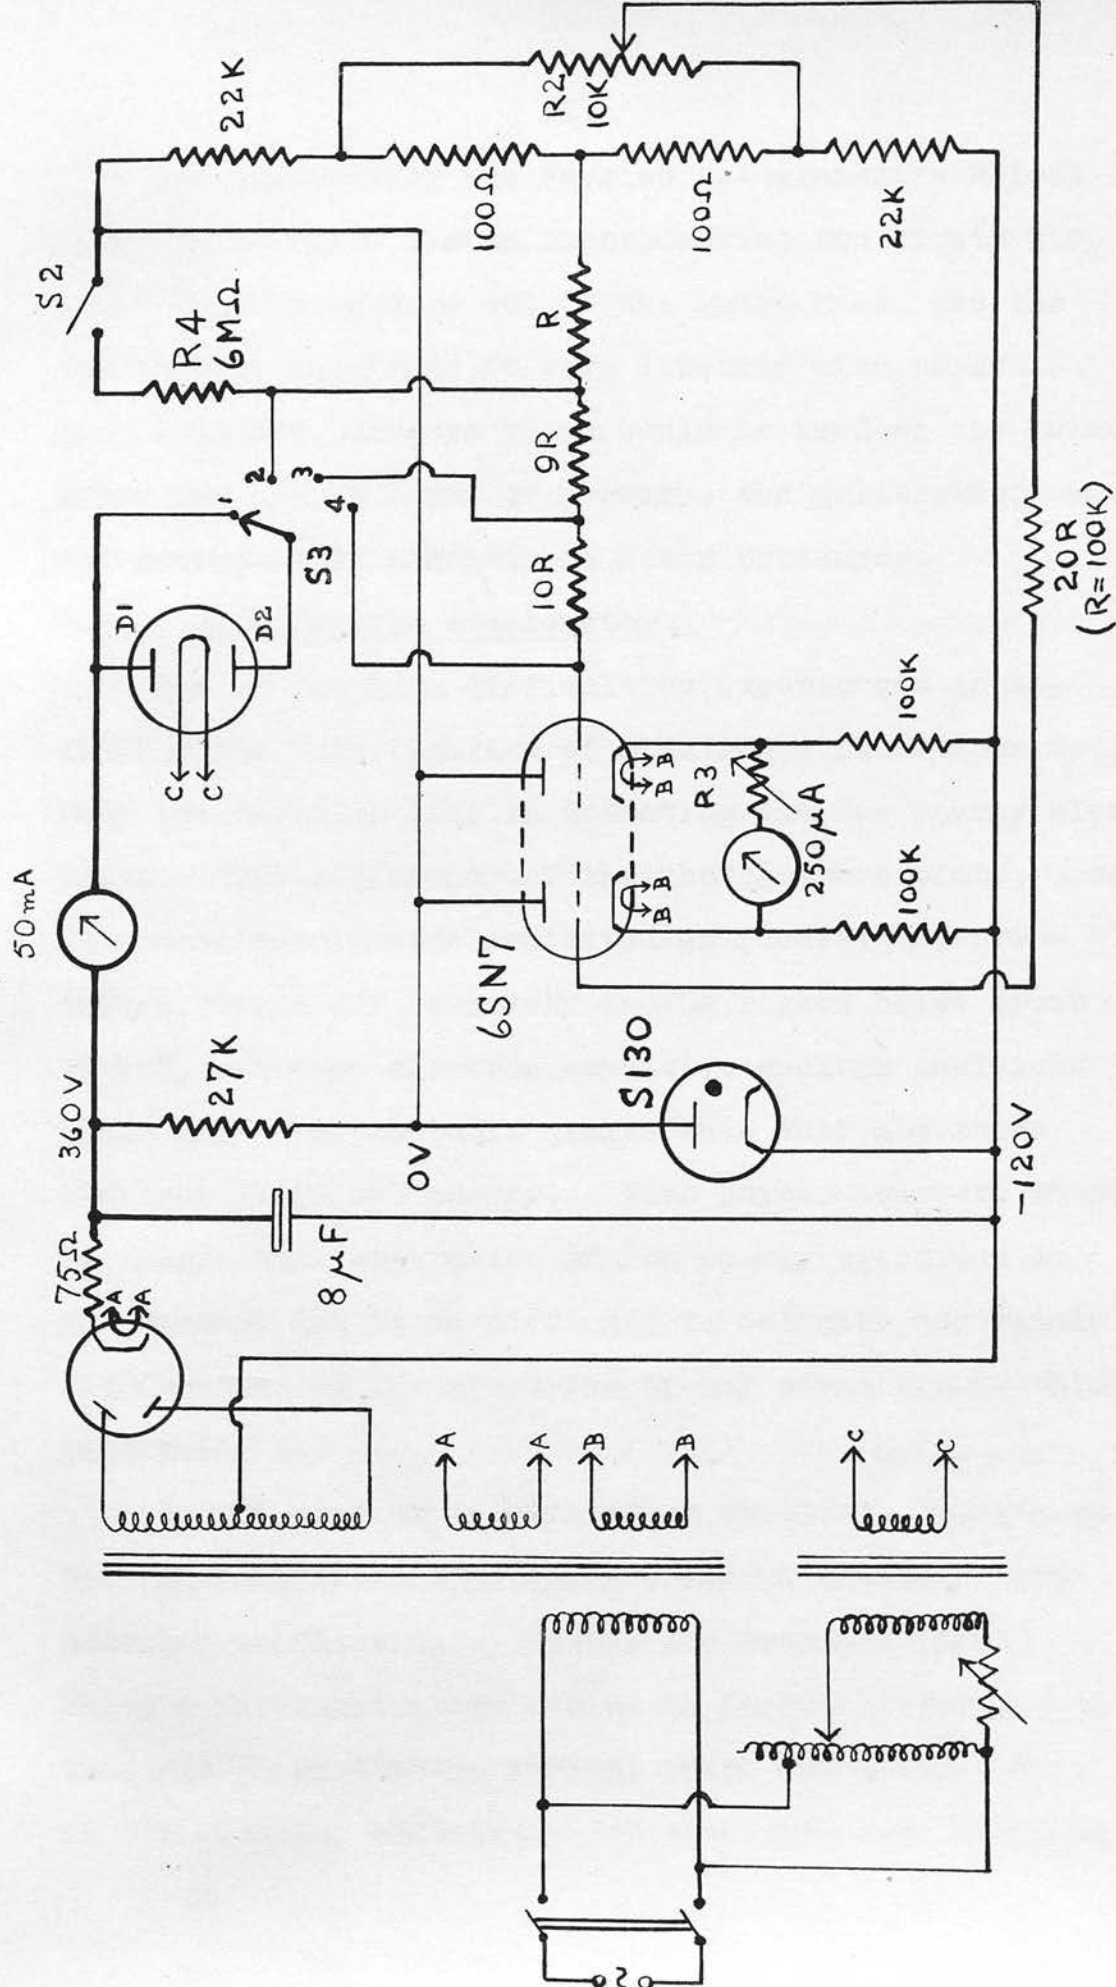 50mA
360V
75Ω
A
A
27K
8µF
0V
S130
-120V
D1
D2
C
C
S3
1
2
3
4
S2
R4
6MΩ
22K
R2
10K
100Ω
100Ω
22K
R
9R
10R
6SN7
B
B
B
B
R3
250µA
100K
100K
20R
(R=100K)
A
A
B
B
C
C